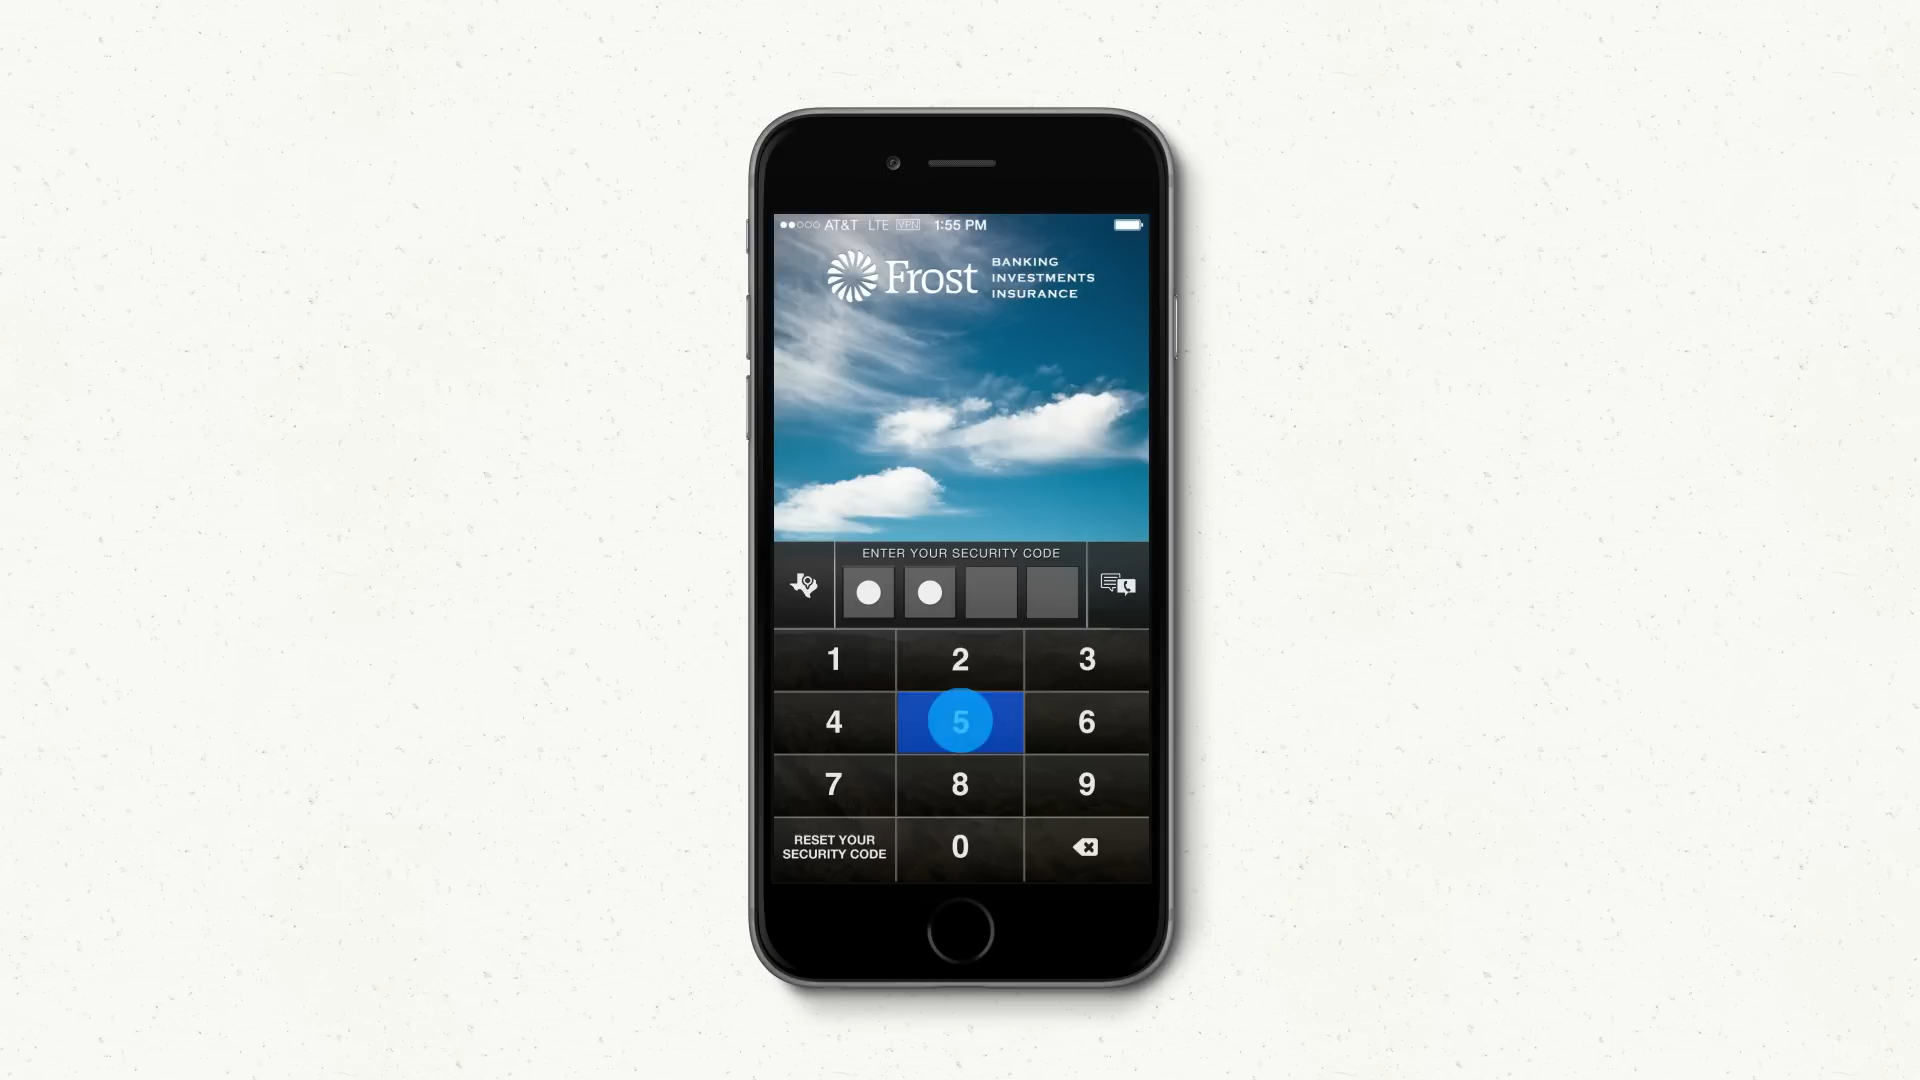 AT&T LTE VPN 1:55 PM
Frost
BANKING
INVESTMENTS
INSURANCE
ENTER YOUR SECURITY CODE
1 2 3
4 5 6
7 8 9
RESET YOUR
SECURITY CODE
0